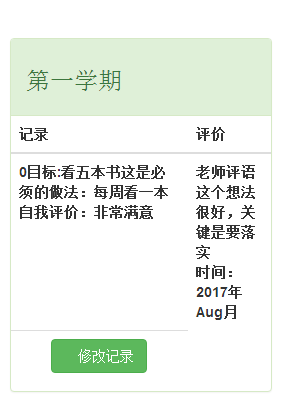 第一学期
记录
评价
0目标:看五本书这是必
须的做法：每周看一本
自我评价：非常满意
老师评语
这个想法
很好，关
键是要落
实
时间：
2017年
Aug月
修改记录